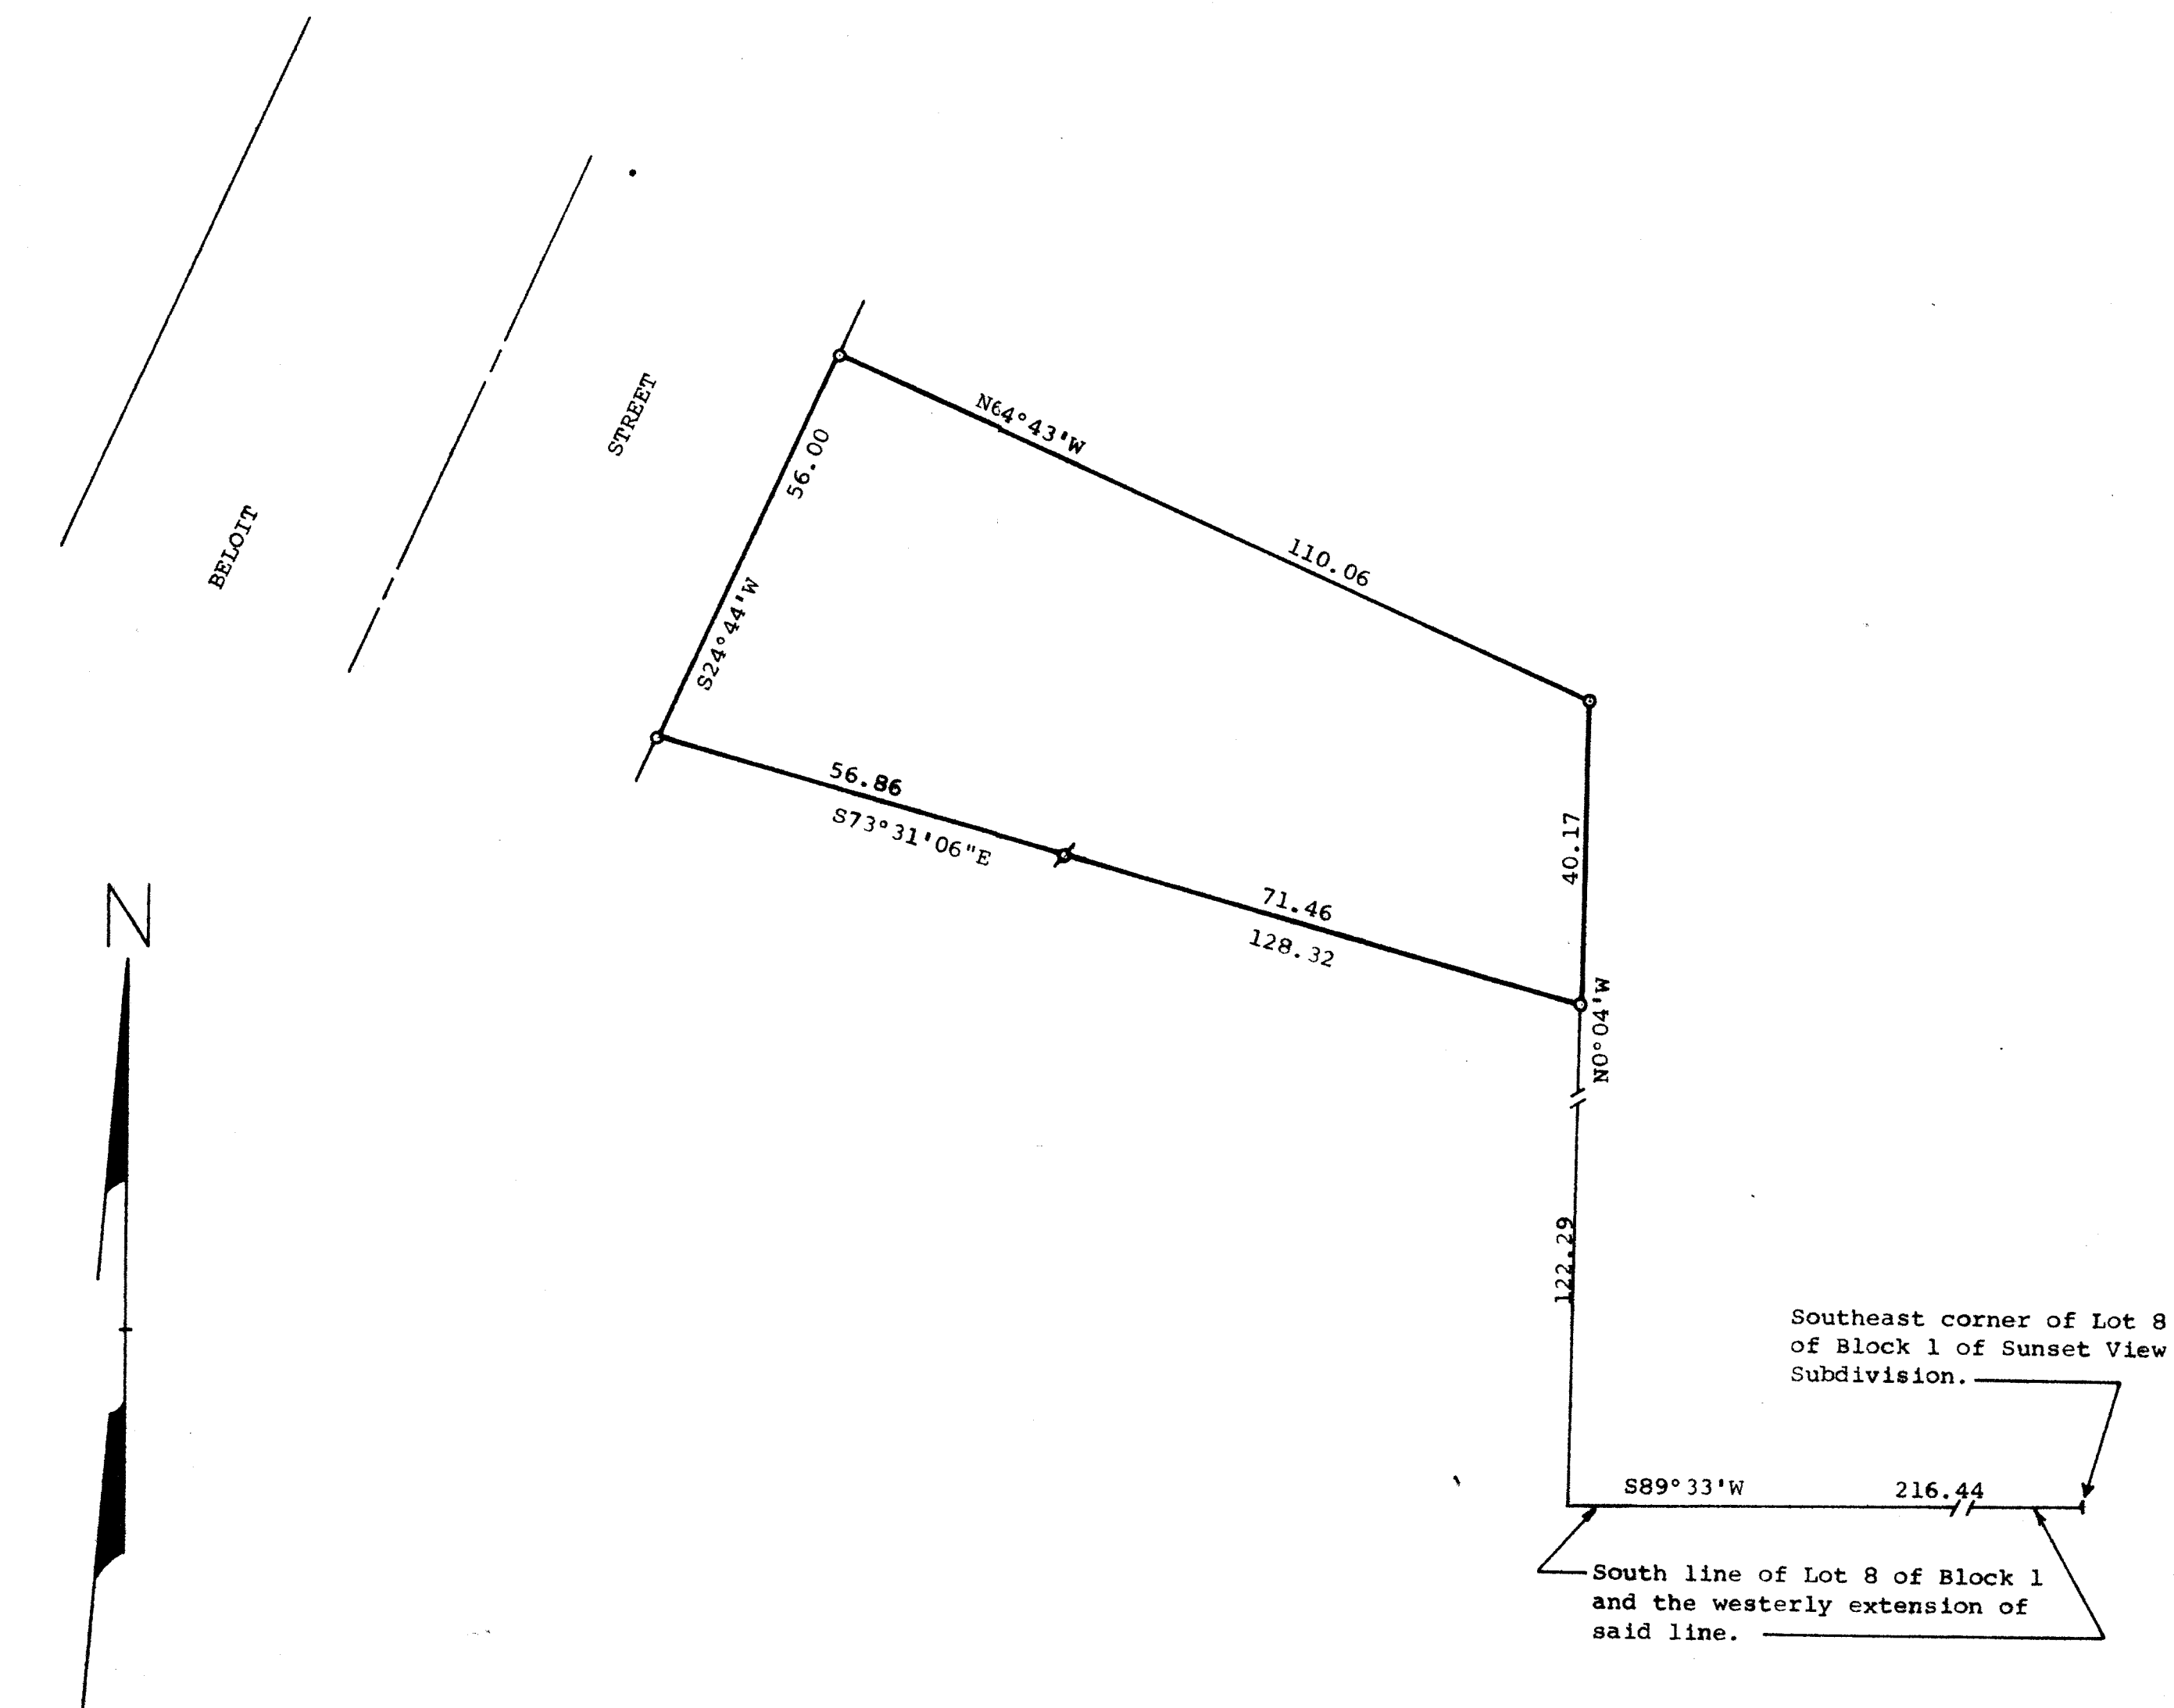 BELOIT
STREET
N64°43'W
110.06
56.00
S24°44'W
56.86
S73°31'06"E
71.46
128.32
40.17
N0°04'W
122.29
N
Southeast corner of Lot 8
of Block 1 of Sunset View
Subdivision.
S89°33'W
216.44
South line of Lot 8 of Block 1
and the westerly extension of
said line.